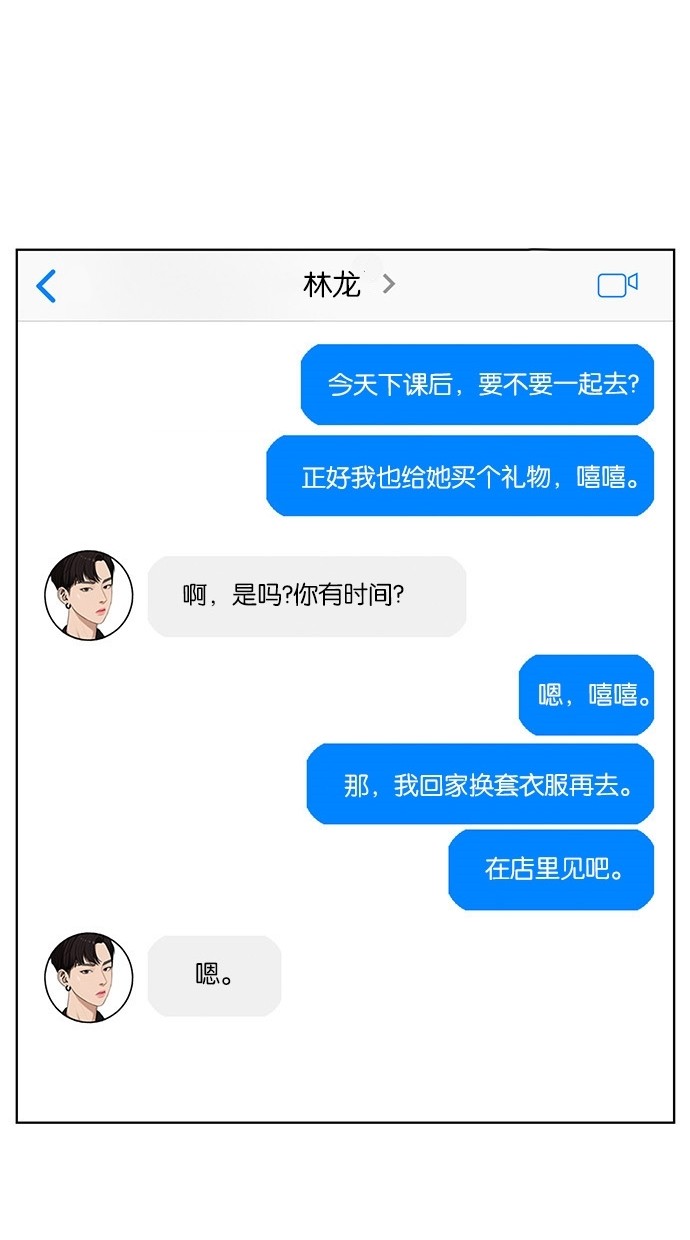 林龙
今天下课后，要不要一起去?
正好我也给她买个礼物，嘻嘻。
啊，是吗?你有时间?
嗯，嘻嘻。
那，我回家换套衣服再去。
在店里见吧。
嗯。